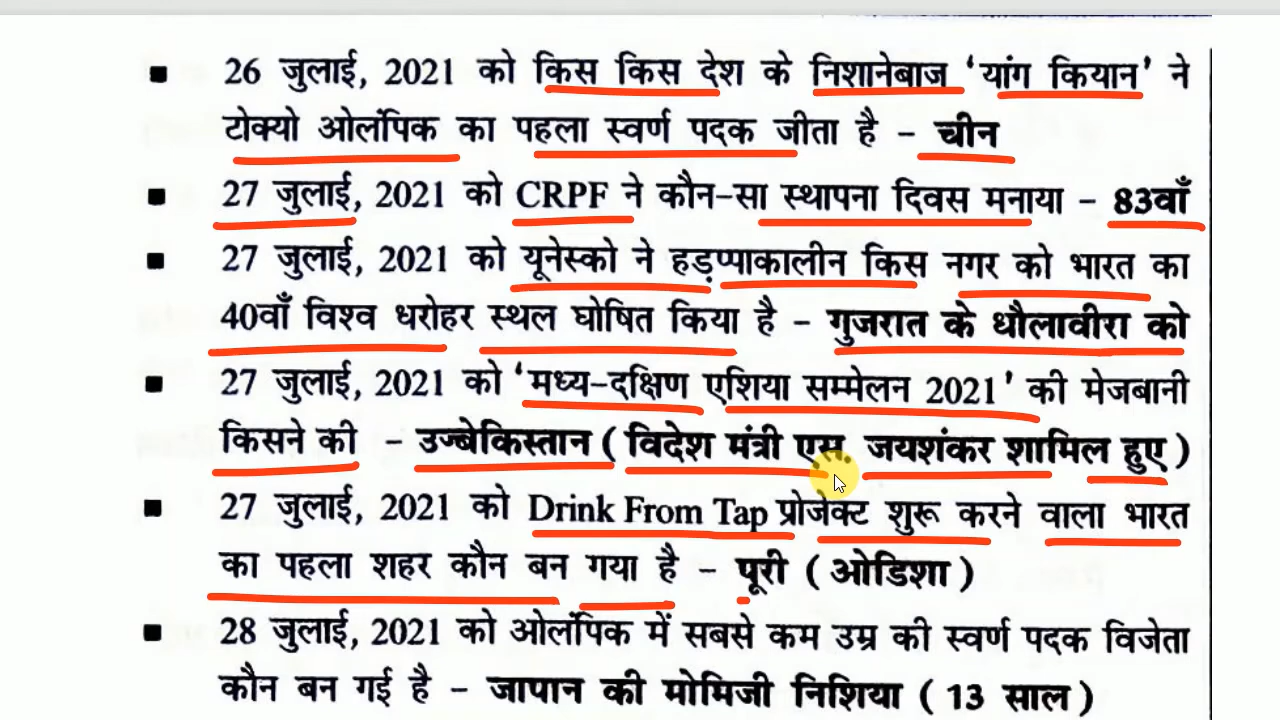 ▪ 26 जुलाई, 2021 को किस किस देश के निशानेबाज 'यांग कियान' ने
टोक्यो ओलंपिक का पहला स्वर्ण पदक जीता है – चीन
▪ 27 जुलाई, 2021 को CRPF ने कौन-सा स्थापना दिवस मनाया – 83वाँ
▪ 27 जुलाई, 2021 को यूनेस्को ने हड़प्पाकालीन किस नगर को भारत का
40वाँ विश्व धरोहर स्थल घोषित किया है – गुजरात के धौलावीरा को
▪ 27 जुलाई, 2021 को 'मध्य-दक्षिण एशिया सम्मेलन 2021' की मेजबानी
किसने की – उज्बेकिस्तान ( विदेश मंत्री एस. जयशंकर शामिल हुए )
▪ 27 जुलाई, 2021 को Drink From Tap प्रोजेक्ट शुरू करने वाला भारत
का पहला शहर कौन बन गया है – पूरी ( ओडिशा )
▪ 28 जुलाई, 2021 को ओलंपिक में सबसे कम उम्र की स्वर्ण पदक विजेता
कौन बन गई है – जापान की मोमिजी निशिया ( 13 साल )